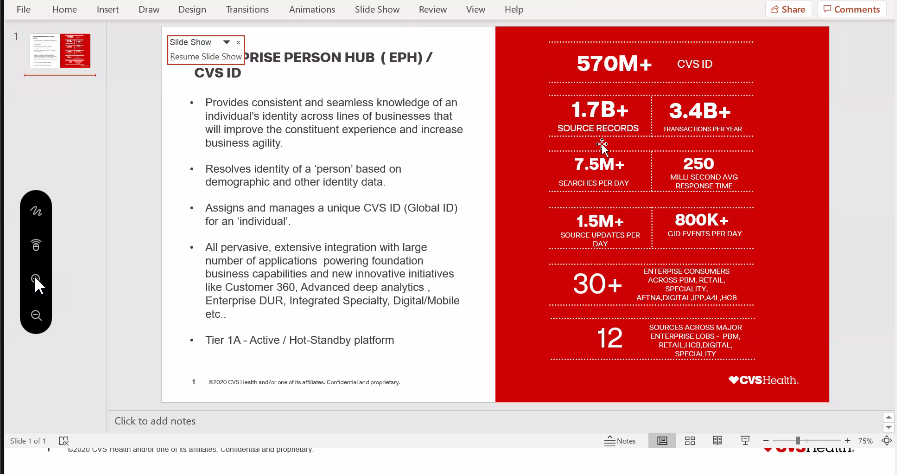 File Home Insert Draw Design Transitions Animations Slide Show Review View Help Share Comments
1
Slide Show
Resume Slide Show
PRISE PERSON HUB ( EPH) /
CVS ID
• Provides consistent and seamless knowledge of an
individual's identity across lines of businesses that
will improve the constituent experience and increase
business agility.
• Resolves identity of a 'person' based on
demographic and other identity data.
• Assigns and manages a unique CVS ID (Global ID)
for an 'individual'.
• All pervasive, extensive integration with large
number of applications powering foundation
business capabilities and new innovative initiatives
like Customer 360, Advanced deep analytics ,
Enterprise DUR, Integrated Specialty, Digital/Mobile
etc..
• Tier 1A - Active / Hot-Standby platform
1 ©2020 CVS Health and/or one of its affiliates. Confidential and proprietary.
570M+ CVS ID
1.7B+
SOURCE RECORDS
3.4B+
TRANSACTIONS PER YEAR
7.5M+
SEARCHES PER DAY
250
MILLI SECOND AVG
RESPONSE TIME
1.5M+
SOURCE UPDATES PER
DAY
800K+
GID EVENTS PER DAY
30+
ENTERPISE CONSUMERS
ACROSS PBM, RETAIL,
SPECIALITY,
AETNA,DIGITAL,IPP,A4L,HCB
12
SOURCES ACROSS MAJOR
ENTERPRISE LOBS - PBM,
RETAIL,HCB,DIGITAL,
SPECIALITY
CVSHealth.
Click to add notes
Slide 1 of 1 Notes 75%
1 ©2020 CVS Health and/or one of its affiliates. Confidential and proprietary.